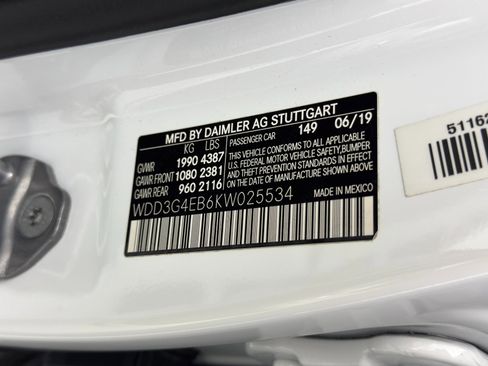 MFD BY DAIMLER AG STUTTGART
KG LBS PASSENGER CAR 149 06/19
GVWR 1990 4387
GAWR FRONT 1080 2381
GAWR REAR 960 2116
THIS VEHICLE CONFORMS TO ALL APPLICABLE
U.S. FEDERAL MOTOR VEHICLE SAFETY, BUMPER
AND THEFT PREVENTION STANDARDS IN EFFECT
ON THE DATE OF MANUFACTURE SHOWN ABOVE.
WDD3G4EB6KW025534
MADE IN MEXICO
51162